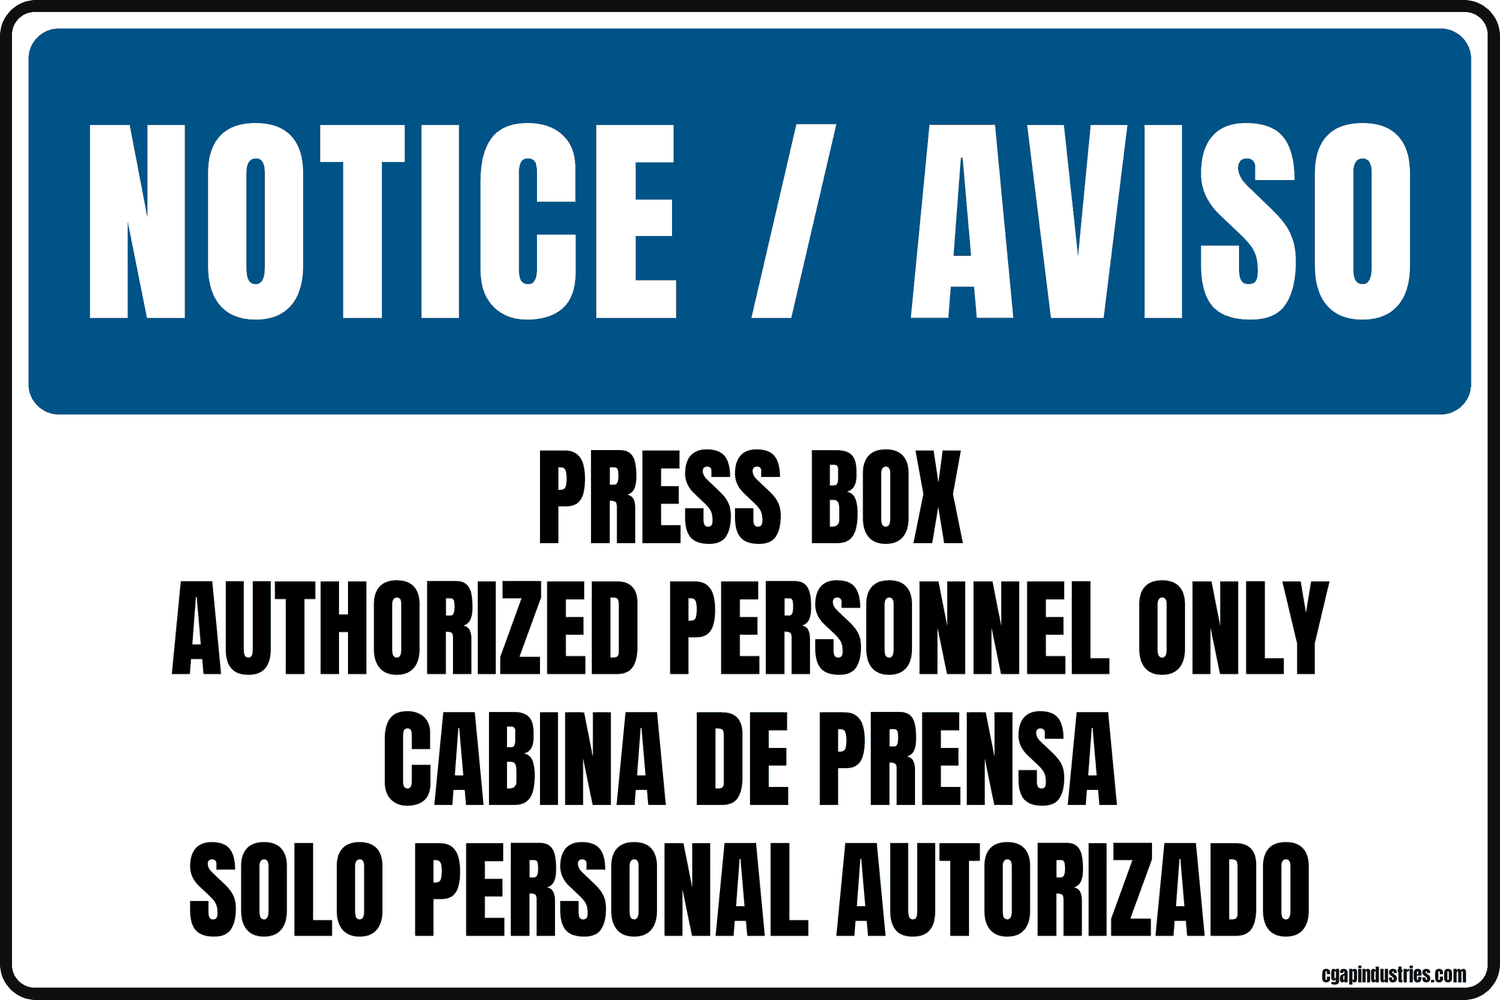 NOTICE / AVISO
PRESS BOX
AUTHORIZED PERSONNEL ONLY
CABINA DE PRENSA
SOLO PERSONAL AUTORIZADO
cgapindustries.com